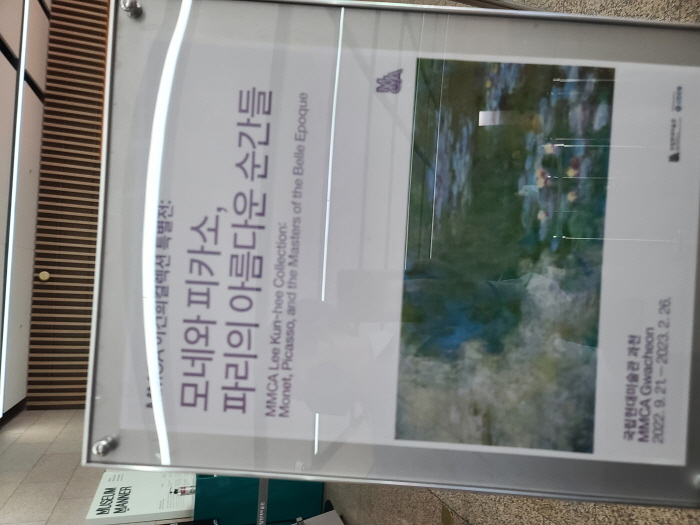 MMCA 이건희컬렉션 특별전:
모네와 피카소,
파리의 아름다운 순간들
MMCA Lee Kun-hee Collection:
Monet, Picasso, and the Masters of the Belle Epoque
국립현대미술관 과천
MMCA Gwacheon
2022. 9. 21. – 2023. 2. 26.
MUSEUM
MANNER